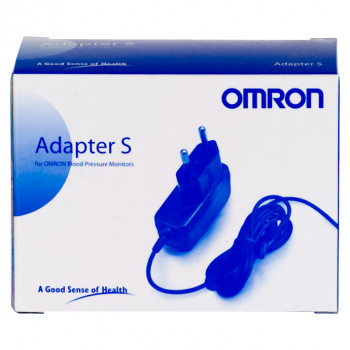 A Good Sense of Health
Adapter S
OMRON
Adapter S
for OMRON Blood Pressure Monitors
A Good Sense of Health